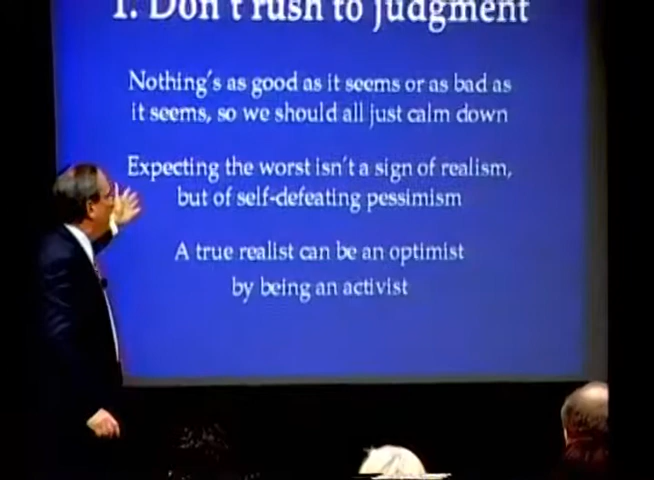 1. Don't rush to judgment
Nothing's as good as it seems or as bad as
it seems, so we should all just calm down
Expecting the worst isn't a sign of realism,
but of self-defeating pessimism
A true realist can be an optimist
by being an activist